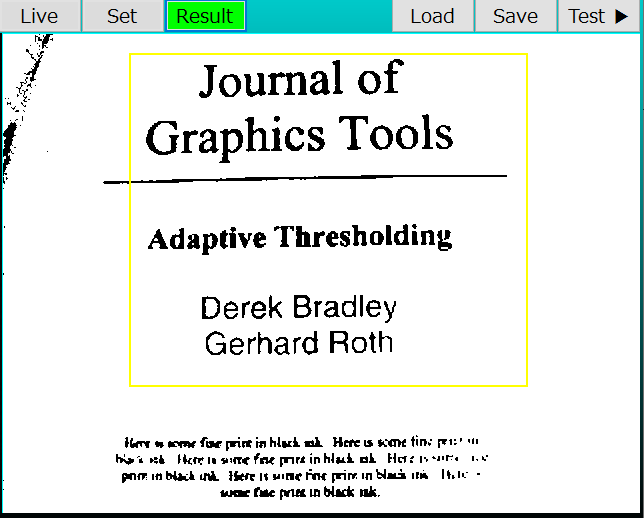 Live Set Result Load Save Test ▶
Journal of
Graphics Tools
Adaptive Thresholding
Derek Bradley
Gerhard Roth
Here is some fine print in black ink. Here is some fine print in
black ink. Here is some fine print in black ink. Here is some fine
print in black ink. Here is some fine print in black ink. Here is
some fine print in black ink.